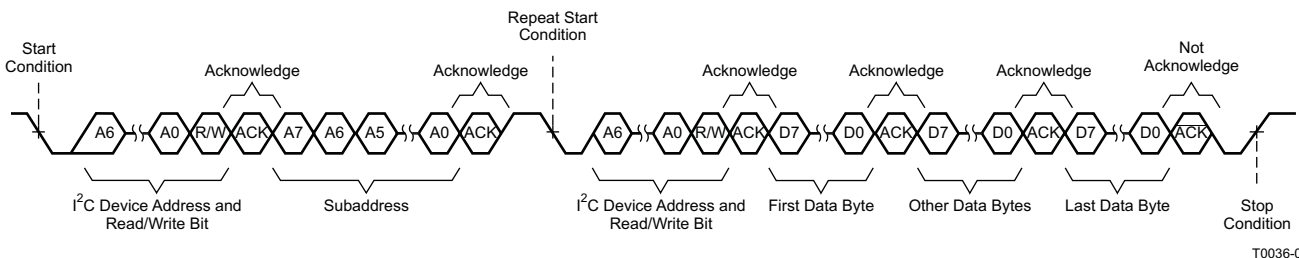 Start
Condition
Repeat Start
Condition
Not
Acknowledge
Acknowledge
Acknowledge
Acknowledge
Acknowledge
Acknowledge
A6 A0 R/W ACK A7 A6 A5 A0 ACK A6 A0 R/W ACK D7 D0 ACK D7 D0 ACK D7 D0 ACK
I²C Device Address and
Read/Write Bit
Subaddress
I²C Device Address and
Read/Write Bit
First Data Byte
Other Data Bytes
Last Data Byte
Stop
Condition